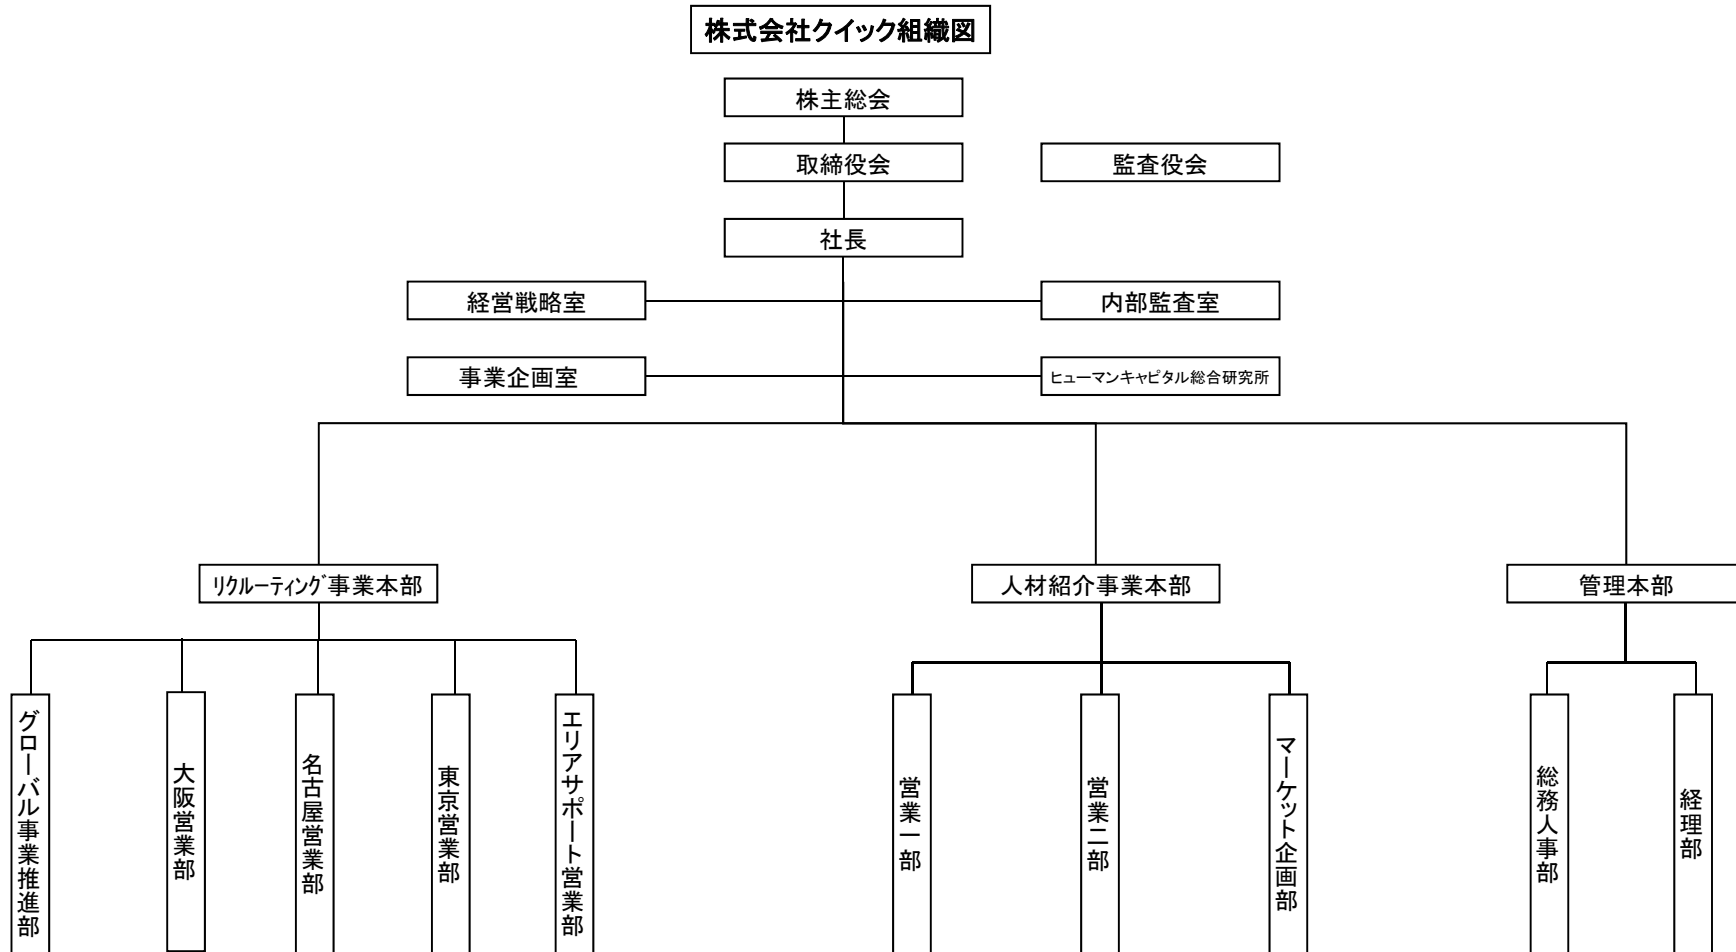 株式会社クイック組織図
株主総会
取締役会
監査役会
社長
経営戦略室
内部監査室
事業企画室
ヒューマンキャピタル総合研究所
ﾘｸﾙｰﾃｨﾝｸﾞ事業本部
人材紹介事業本部
管理本部
グローバル事業推進部
大阪営業部
名古屋営業部
東京営業部
エリアサポート営業部
営業一部
営業二部
マーケット企画部
総務人事部
経理部